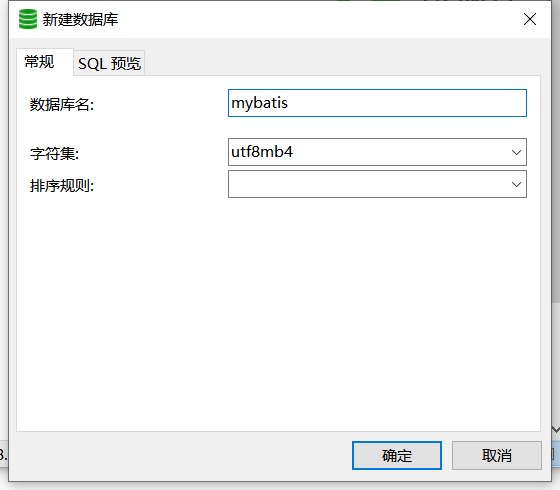 新建数据库
常规
SQL 预览
数据库名:
mybatis
字符集:
utf8mb4
排序规则:
确定
取消